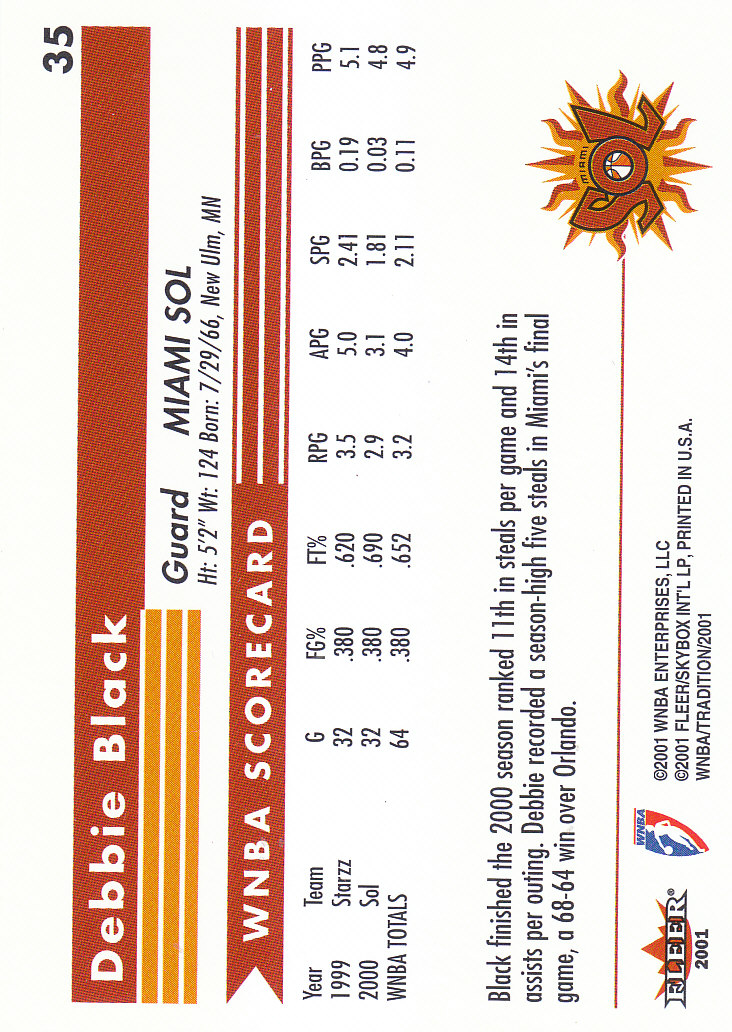 35
Debbie Black
Guard MIAMI SOL
Ht: 5'2" Wt: 124 Born: 7/29/66, New Ulm, MN
WNBA SCORECARD
Year Team G FG% FT% RPG APG SPG BPG PPG
1999 Starzz 32 .380 .620 3.5 5.0 2.41 0.19 5.1
2000 Sol 32 .380 .690 2.9 3.1 1.81 0.03 4.8
WNBA TOTALS 64 .380 .652 3.2 4.0 2.11 0.11 4.9
Black finished the 2000 season ranked 11th in steals per game and 14th in
assists per outing. Debbie recorded a season-high five steals in Miami's final
game, a 68-64 win over Orlando.
MIAMI
SOL
FLEER®
2001
WNBA
©2001 WNBA ENTERPRISES, LLC
©2001 FLEER/SKYBOX INT'L LP, PRINTED IN U.S.A.
WNBA/TRADITION/2001